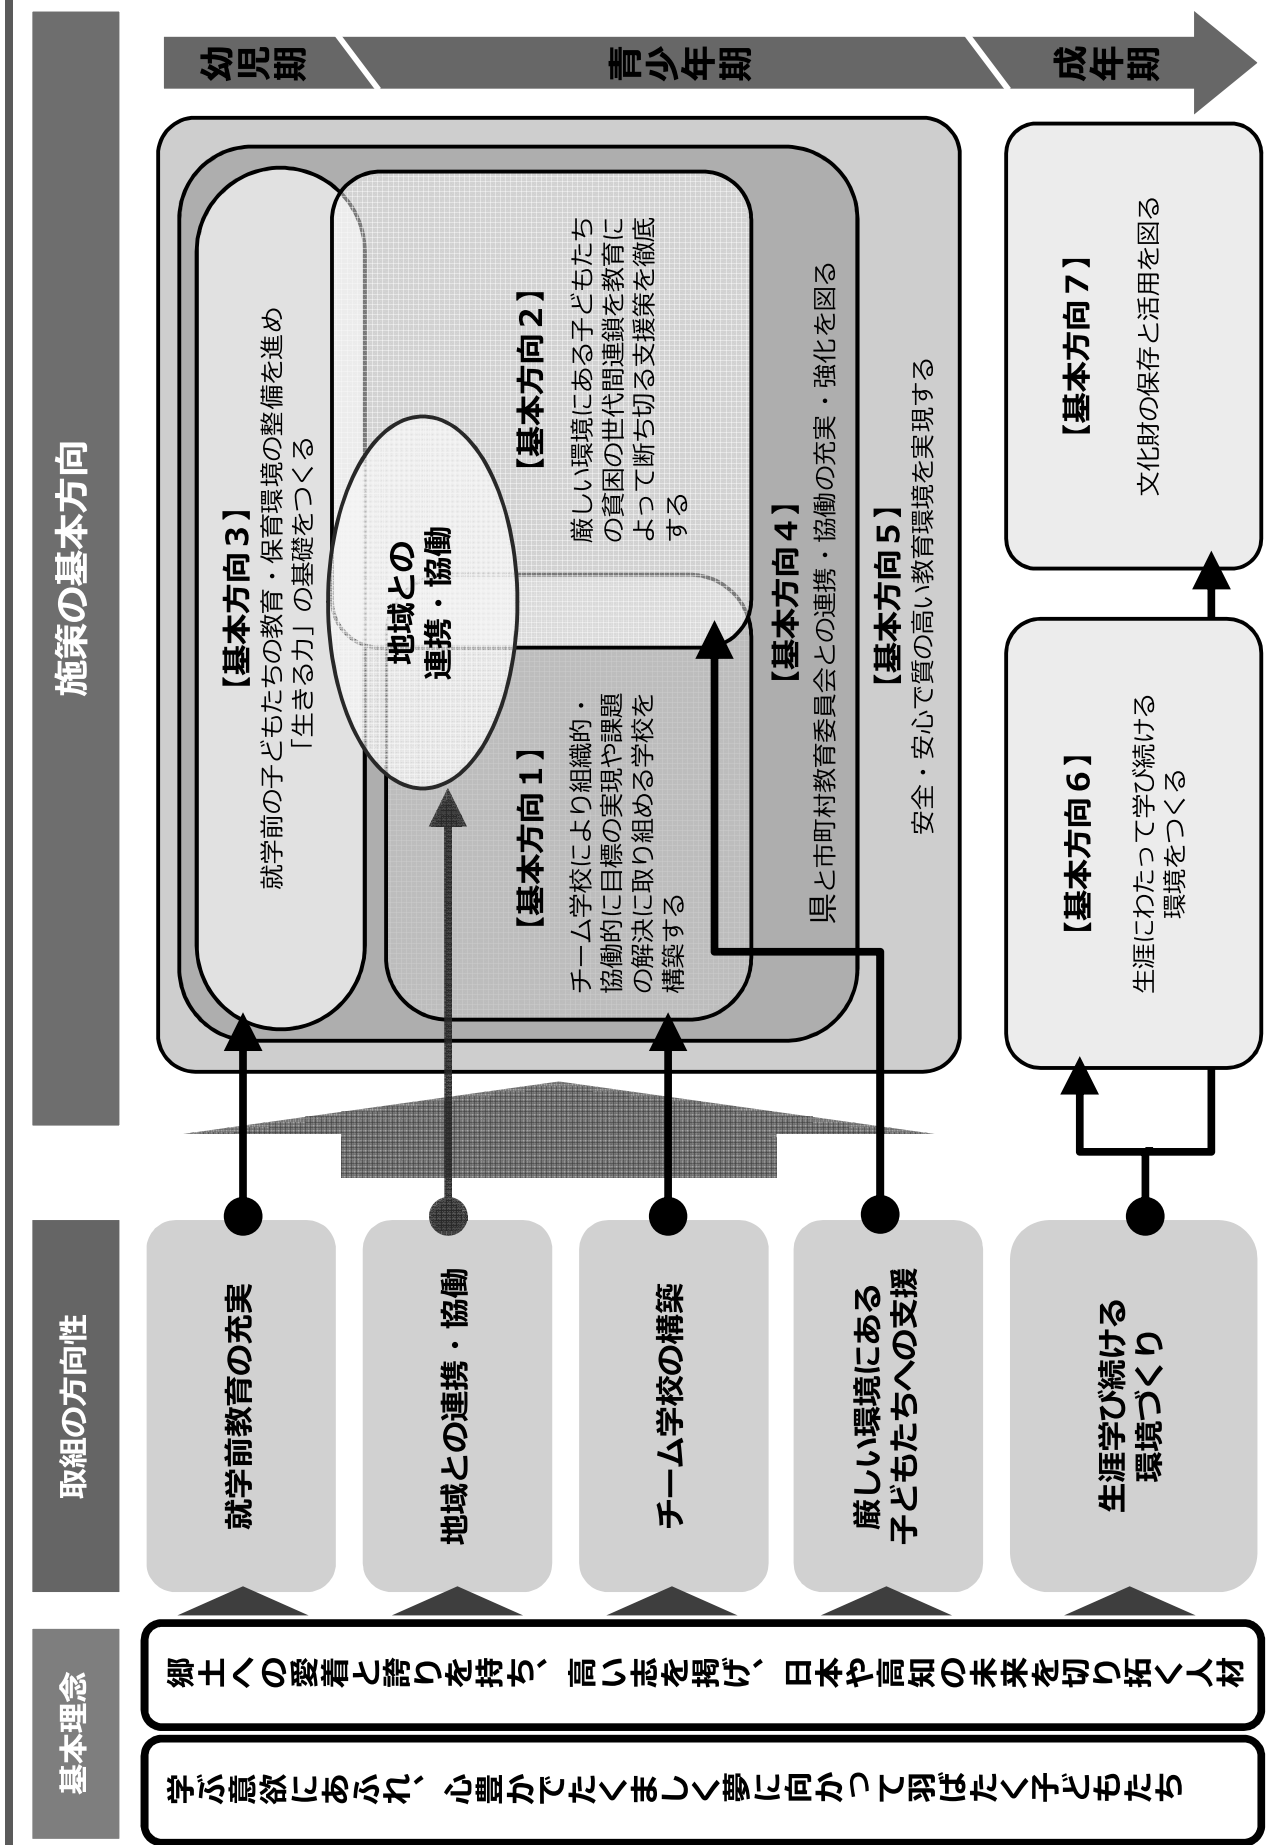 基本理念
学ぶ意欲にあふれ、心豊かでたくましく夢に向かって羽ばたく子どもたち
郷土への愛着と誇りを持ち、高い志を掲げ、日本や高知の未来を切り拓く人材
取組の方向性
就学前教育の充実
地域との連携・協働
チーム学校の構築
厳しい環境にある
子どもたちへの支援
生涯学び続ける
環境づくり
施策の基本方向
【基本方向３】
就学前の子どもたちの教育・保育環境の整備を進め
「生きる力」の基礎をつくる
地域との
連携・協働
【基本方向１】
チーム学校により組織的・
協働的に目標の実現や課題
の解決に取り組める学校を
構築する
【基本方向２】
厳しい環境にある子どもたち
の貧困の世代間連鎖を教育に
よって断ち切る支援策を徹底
する
【基本方向４】
県と市町村教育委員会との連携・協働の充実・強化を図る
【基本方向５】
安全・安心で質の高い教育環境を実現する
【基本方向６】
生涯にわたって学び続ける
環境をつくる
【基本方向７】
文化財の保存と活用を図る
幼児期
青少年期
成年期